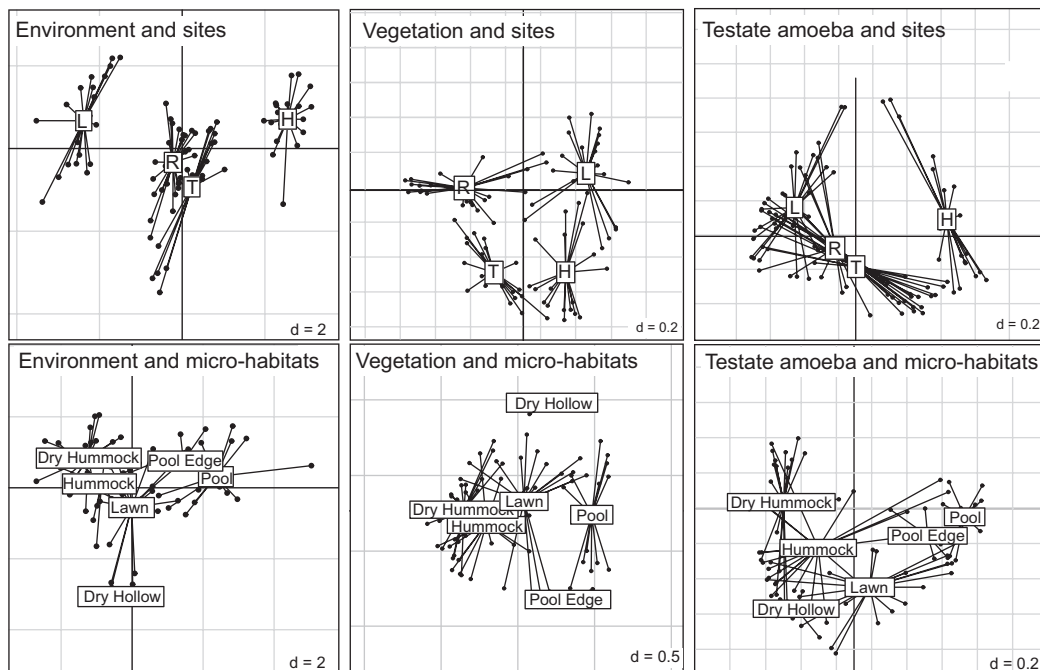 Environment and sites
L
H
R
T
d = 2
Vegetation and sites
L
R
T
H
d = 0.2
Testate amoeba and sites
L
H
R
T
d = 0.2
Environment and micro-habitats
Dry Hummock
Pool Edge
Hummock
Pool
Lawn
Dry Hollow
d = 2
Vegetation and micro-habitats
Dry Hollow
Lawn
Dry Hummock
Pool
Hummock
Pool Edge
d = 0.5
Testate amoeba and micro-habitats
Dry Hummock
Pool
Pool Edge
Hummock
Lawn
Dry Hollow
d = 0.2